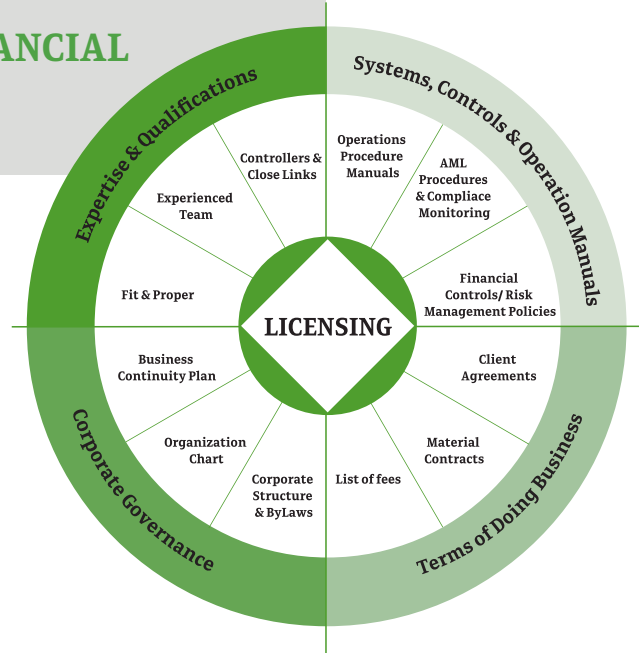 ANCIAL
Expertise & Qualifications
Systems, Controls & Operation Manuals
Controllers &
Close Links
Operations
Procedure
Manuals
AML
Procedures
& Compliace
Monitoring
Experienced
Team
Fit & Proper
Financial
Controls/ Risk
Management Policies
LICENSING
Business
Continuity Plan
Client
Agreements
Organization
Chart
Material
Contracts
Corporate
Structure
& ByLaws
List of fees
Corporate Governance
Terms of Doing Business